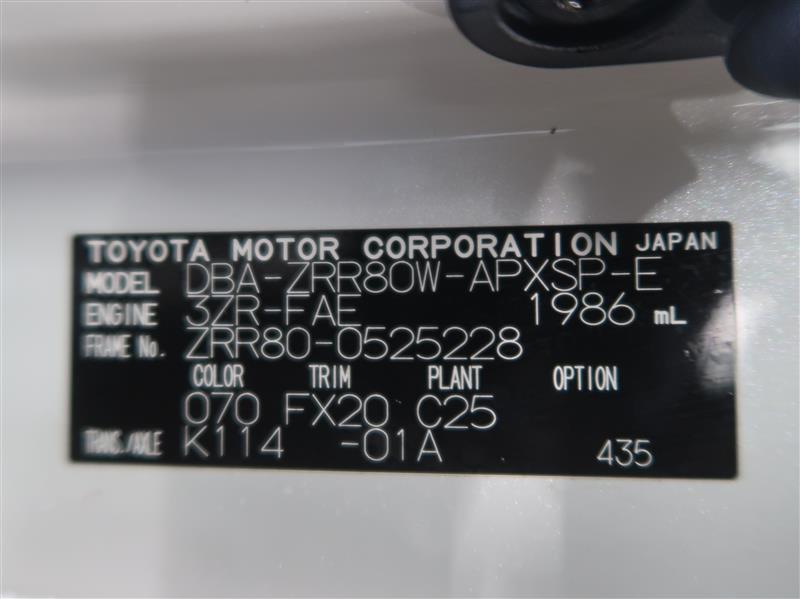 TOYOTA MOTOR CORPORATION JAPAN
MODEL DBA-ZRR80W-APXSP-E
ENGINE 3ZR-FAE 1986 mL
FRAME No. ZRR80-0525228
COLOR TRIM PLANT OPTION
070 FX20 C25
TRANS./AXLE K114 -01A 435